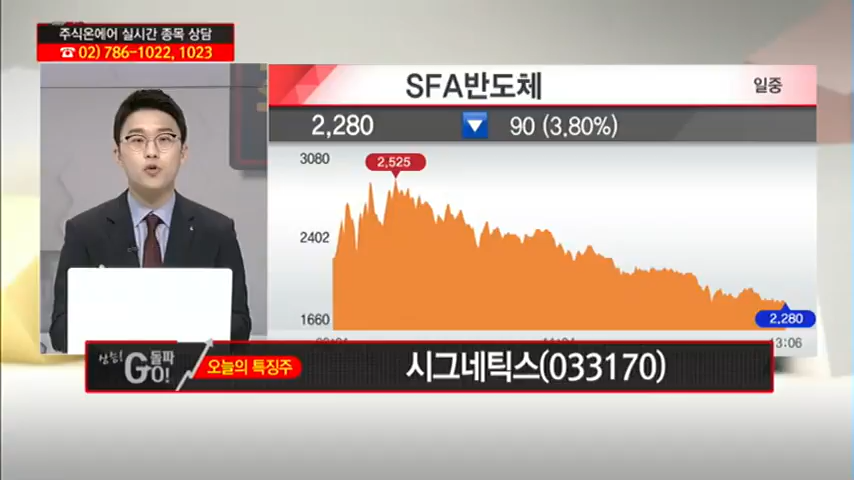 주식온에어 실시간 종목 상담
☎ 02) 786-1022, 1023
SFA반도체
일중
2,280 ▼ 90 (3.80%)
3080
2,525
2402
1660
2,280
13:06
상승!
돌파
GO!
오늘의 특징주
시그네틱스(033170)